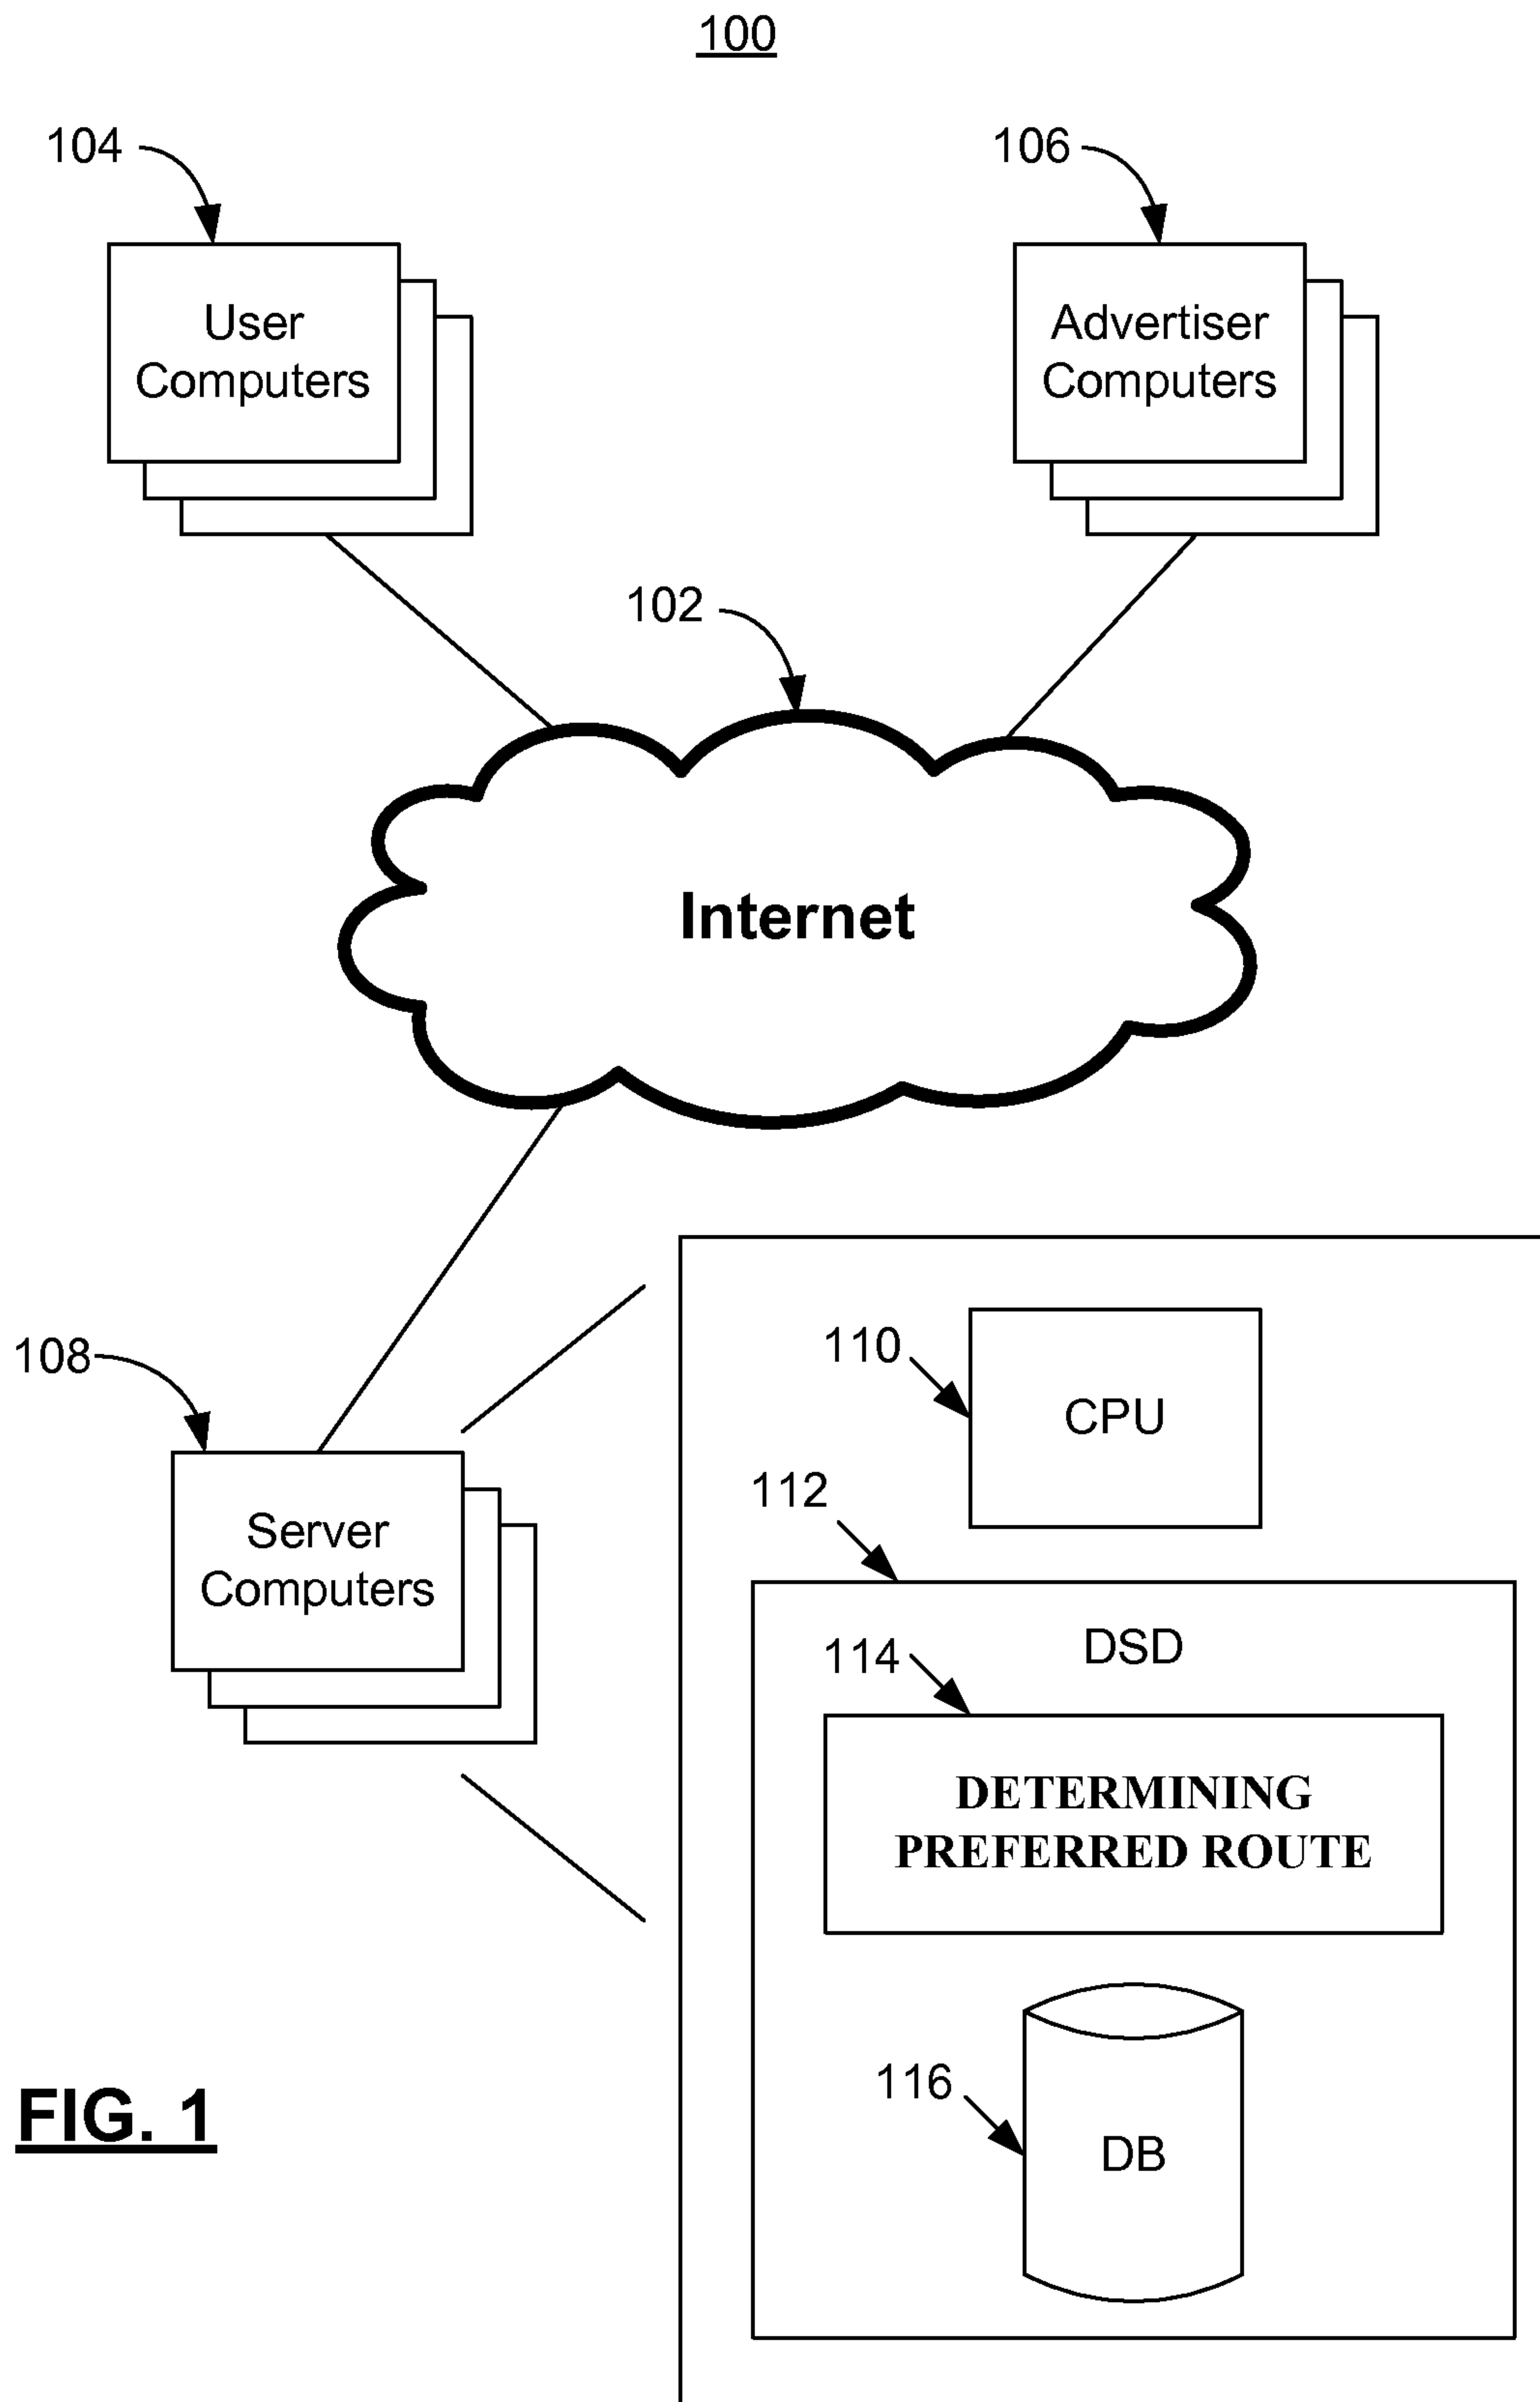 100
104
106
User
Computers
Advertiser
Computers
102
Internet
108
Server
Computers
110
CPU
112
DSD
114
DETERMINING
PREFERRED ROUTE
116
DB
FIG. 1